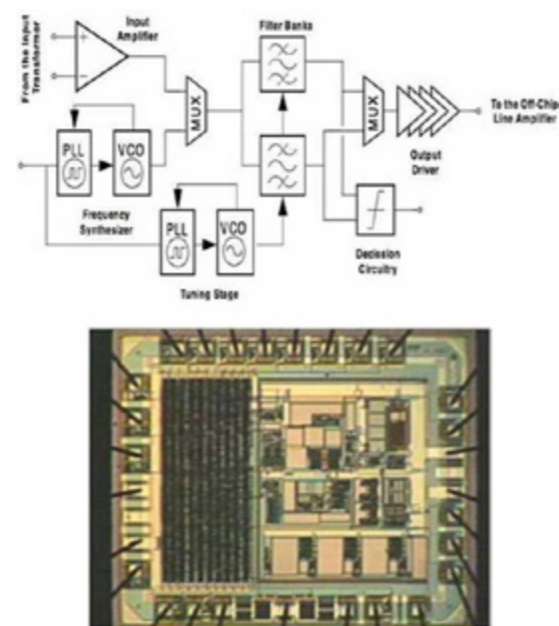 Input
Amplifier
From the Input
Transformer
Filter Banks
MUX
MUX
To the Off-Chip
Line Amplifier
Output
Driver
PLL
VCO
Frequency
Synthesizer
PLL
VCO
Tuning Stage
Decission
Circuitry